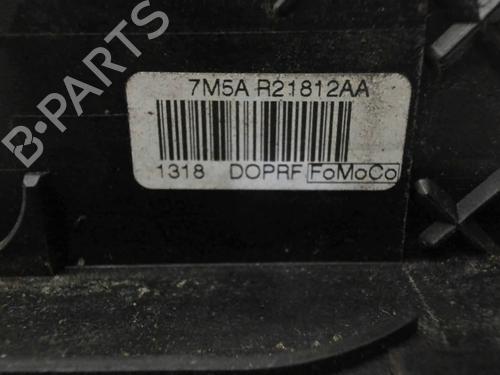 B-PARTS
7M5A R21812AA
1318 DOPRF FoMoCo